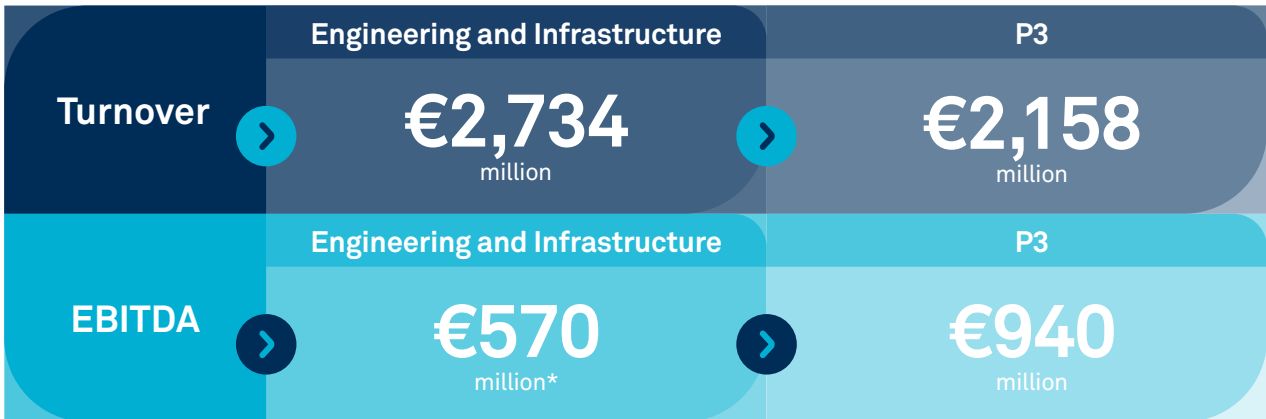 Turnover
Engineering and Infrastructure
€2,734
million
P3
€2,158
million
EBITDA
Engineering and Infrastructure
€570
million*
P3
€940
million